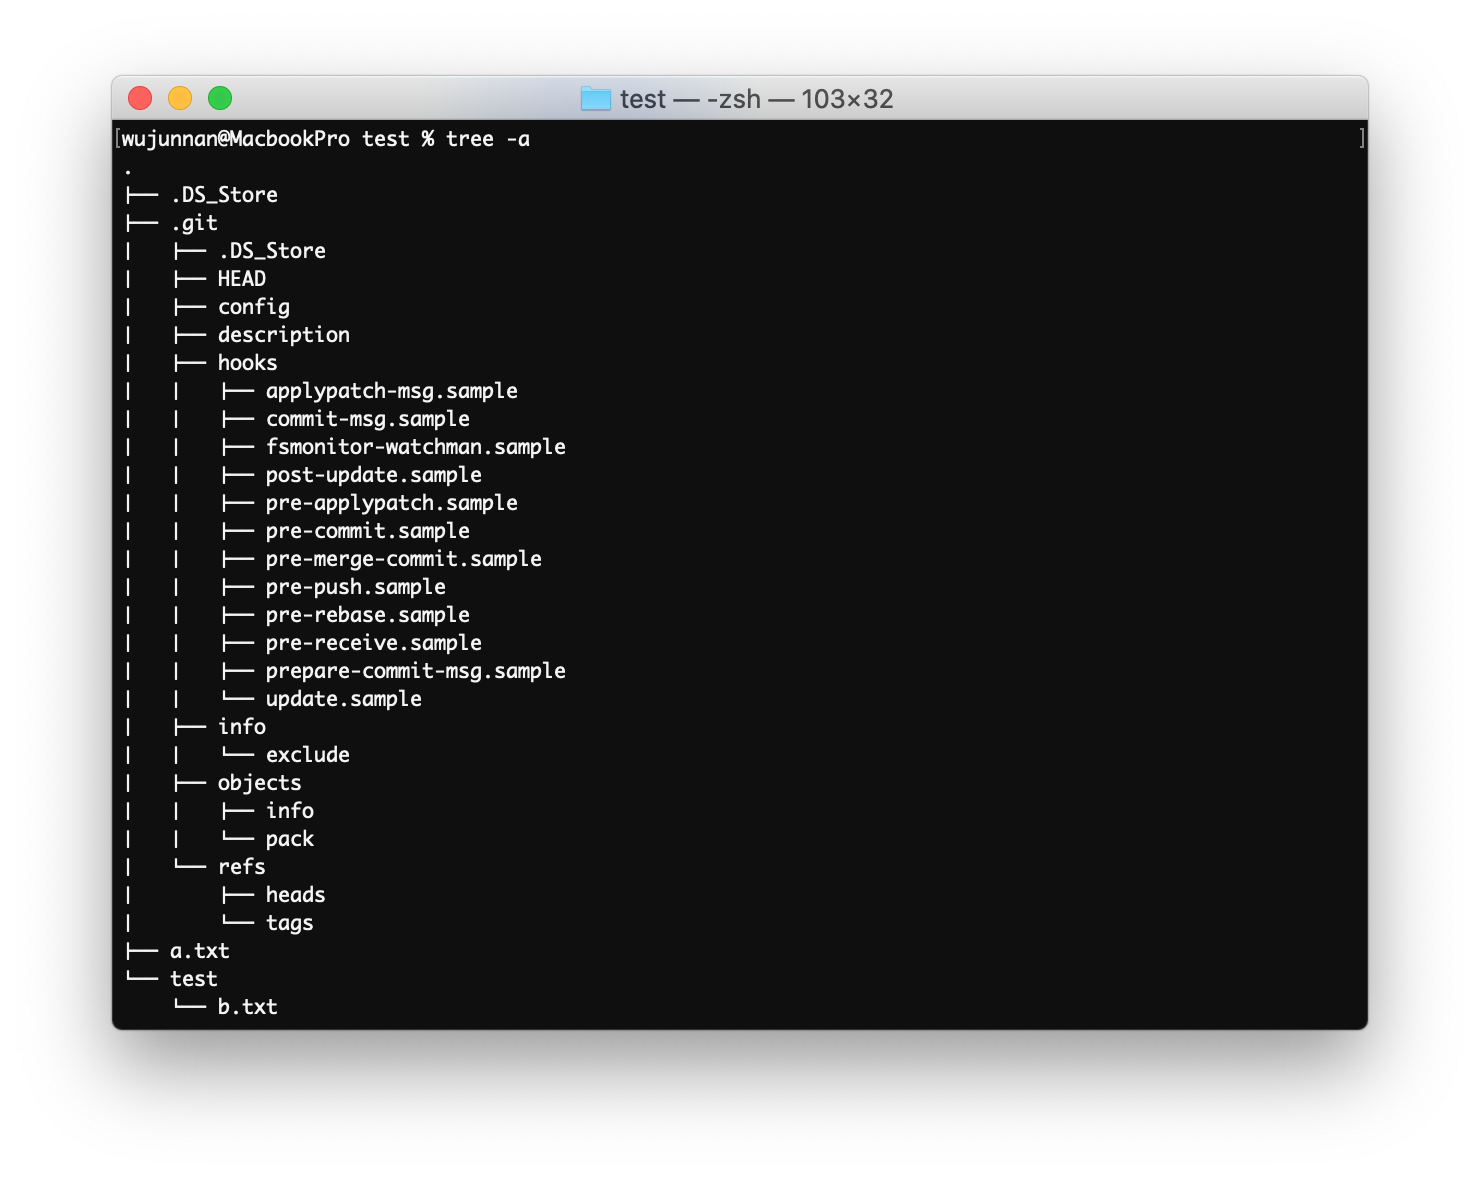 test — -zsh — 103×32
[wujunnan@MacbookPro test % tree -a ]
.
├── .DS_Store
├── .git
│   ├── .DS_Store
│   ├── HEAD
│   ├── config
│   ├── description
│   ├── hooks
│   │   ├── applypatch-msg.sample
│   │   ├── commit-msg.sample
│   │   ├── fsmonitor-watchman.sample
│   │   ├── post-update.sample
│   │   ├── pre-applypatch.sample
│   │   ├── pre-commit.sample
│   │   ├── pre-merge-commit.sample
│   │   ├── pre-push.sample
│   │   ├── pre-rebase.sample
│   │   ├── pre-receive.sample
│   │   ├── prepare-commit-msg.sample
│   │   └── update.sample
│   ├── info
│   │   └── exclude
│   ├── objects
│   │   ├── info
│   │   └── pack
│   └── refs
│       ├── heads
│       └── tags
├── a.txt
└── test
    └── b.txt